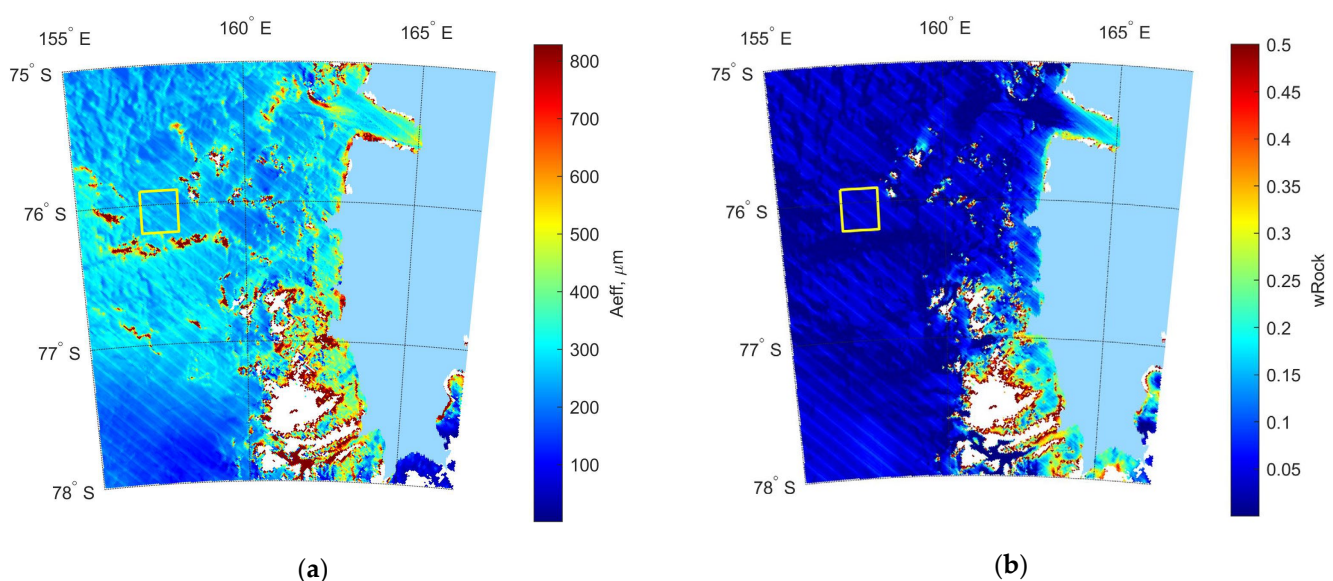 155° E
160° E
165° E
75° S
76° S
77° S
78° S
800
700
600
500
400
300
200
100
Aeff, μm
(a)
155° E
160° E
165° E
75° S
76° S
77° S
78° S
0.5
0.45
0.4
0.35
0.3
0.25
0.2
0.15
0.1
0.05
wRock
(b)